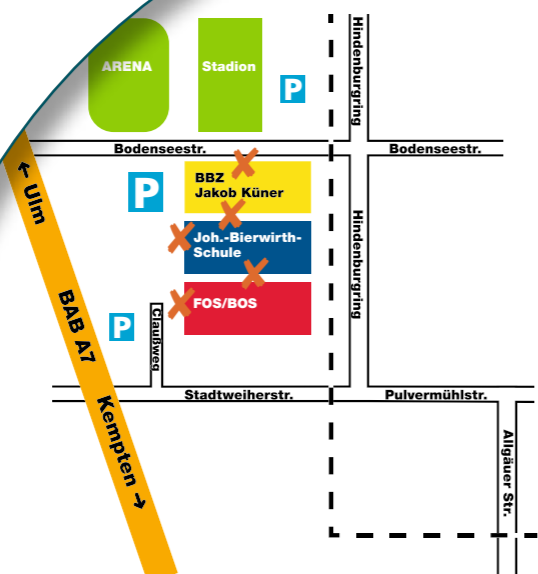 Hindenburgring
ARENA
Stadion
P
Bodenseestr.
Bodenseestr.
← Ulm
P
BBZ
Jakob Küner
Joh.-Bierwirth-
Schule
Hindenburgring
BAB A7
FOS/BOS
P
Claußweg
Stadtweiherstr.
Pulvermühlstr.
Kempten →
Allgäuer Str.